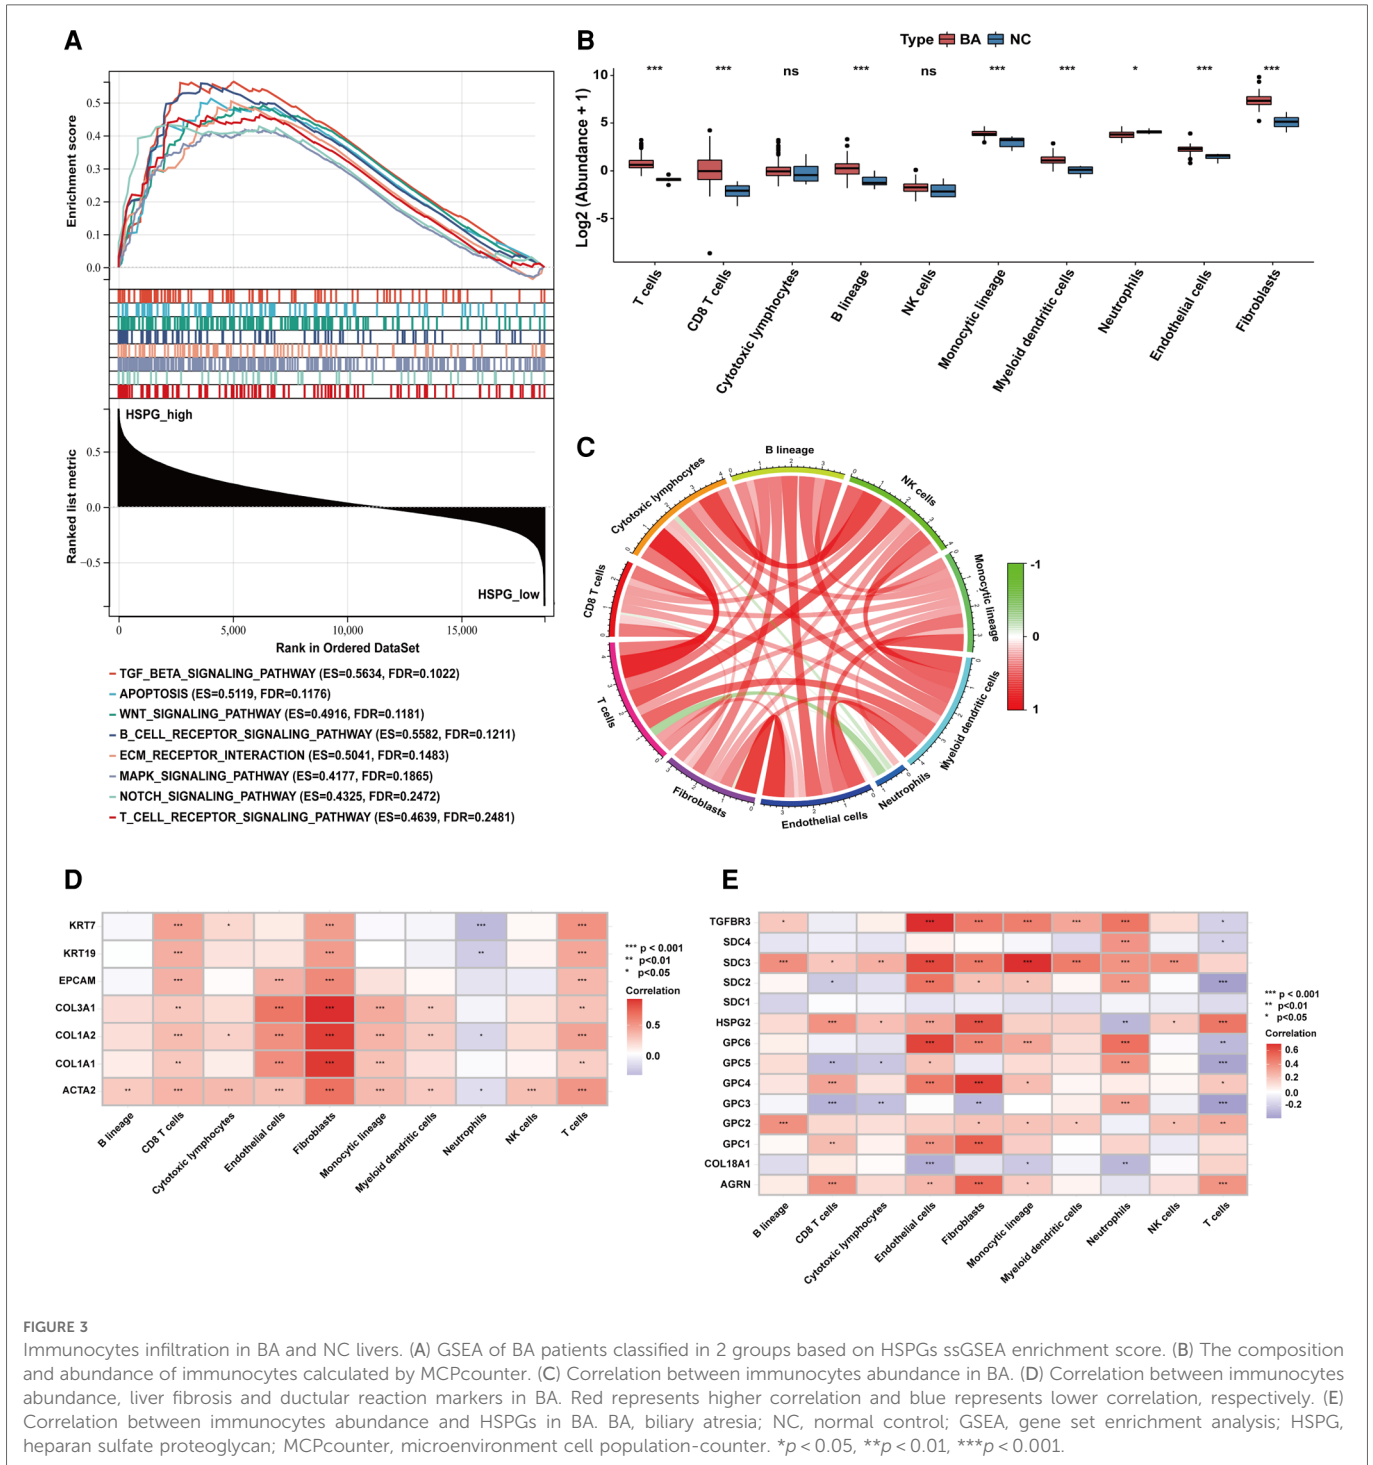 A
Enrichment score
0.5
0.4
0.3
0.2
0.1
0.0
HSPG_high
Ranked list metric
0.5
0.0
−0.5
HSPG_low
0
5,000
10,000
15,000
Rank in Ordered DataSet
TGF_BETA_SIGNALING_PATHWAY (ES=0.5634, FDR=0.1022)
APOPTOSIS (ES=0.5119, FDR=0.1176)
WNT_SIGNALING_PATHWAY (ES=0.4916, FDR=0.1181)
B_CELL_RECEPTOR_SIGNALING_PATHWAY (ES=0.5582, FDR=0.1211)
ECM_RECEPTOR_INTERACTION (ES=0.5041, FDR=0.1483)
MAPK_SIGNALING_PATHWAY (ES=0.4177, FDR=0.1865)
NOTCH_SIGNALING_PATHWAY (ES=0.4325, FDR=0.2472)
T_CELL_RECEPTOR_SIGNALING_PATHWAY (ES=0.4639, FDR=0.2481)
B
Type BA NC
*** *** ns *** ns *** *** * *** ***
Log2 (Abundance + 1)
10
5
0
-5
T cells
CD8 T cells
Cytotoxic lymphocytes
B lineage
NK cells
Monocytic lineage
Myeloid dendritic cells
Neutrophils
Endothelial cells
Fibroblasts
C
B lineage
NK cells
Monocytic lineage
Myeloid dendritic cells
Neutrophils
Endothelial cells
Fibroblasts
T cells
CD8 T cells
Cytotoxic lymphocytes
-1
0
1
D
KRT7 *** * *** *** ***
KRT19 *** *** ** ***
EPCAM *** *** *** ***
COL3A1 ** *** *** *** ** **
COL1A2 *** * *** *** *** ** * ***
COL1A1 ** *** *** *** ** **
ACTA2 ** *** *** *** *** *** ** * *** ***
B lineage
CD8 T cells
Cytotoxic lymphocytes
Endothelial cells
Fibroblasts
Monocytic lineage
Myeloid dendritic cells
Neutrophils
NK cells
T cells
*** p < 0.001
** p<0.01
* p<0.05
Correlation
0.5
0.0
E
TGFBR3 * *** *** *** *** *** *
SDC4 *** *
SDC3 *** * ** *** *** *** *** *** ***
SDC2 * *** * * *** ***
SDC1
HSPG2 *** * *** *** ** * ***
GPC6 *** *** *** *** **
GPC5 ** * * *** ***
GPC4 *** *** *** * *
GPC3 *** ** ** *** ***
GPC2 *** * * * * **
GPC1 ** *** ***
COL18A1 *** * **
AGRN *** ** *** * ***
B lineage
CD8 T cells
Cytotoxic lymphocytes
Endothelial cells
Fibroblasts
Monocytic lineage
Myeloid dendritic cells
Neutrophils
NK cells
T cells
*** p < 0.001
** p<0.01
* p<0.05
Correlation
0.6
0.4
0.2
0.0
-0.2
FIGURE 3
Immunocytes infiltration in BA and NC livers. (A) GSEA of BA patients classified in 2 groups based on HSPGs ssGSEA enrichment score. (B) The composition
and abundance of immunocytes calculated by MCPcounter. (C) Correlation between immunocytes abundance in BA. (D) Correlation between immunocytes
abundance, liver fibrosis and ductular reaction markers in BA. Red represents higher correlation and blue represents lower correlation, respectively. (E)
Correlation between immunocytes abundance and HSPGs in BA. BA, biliary atresia; NC, normal control; GSEA, gene set enrichment analysis; HSPG,
heparan sulfate proteoglycan; MCPcounter, microenvironment cell population-counter. *p < 0.05, **p < 0.01, ***p < 0.001.